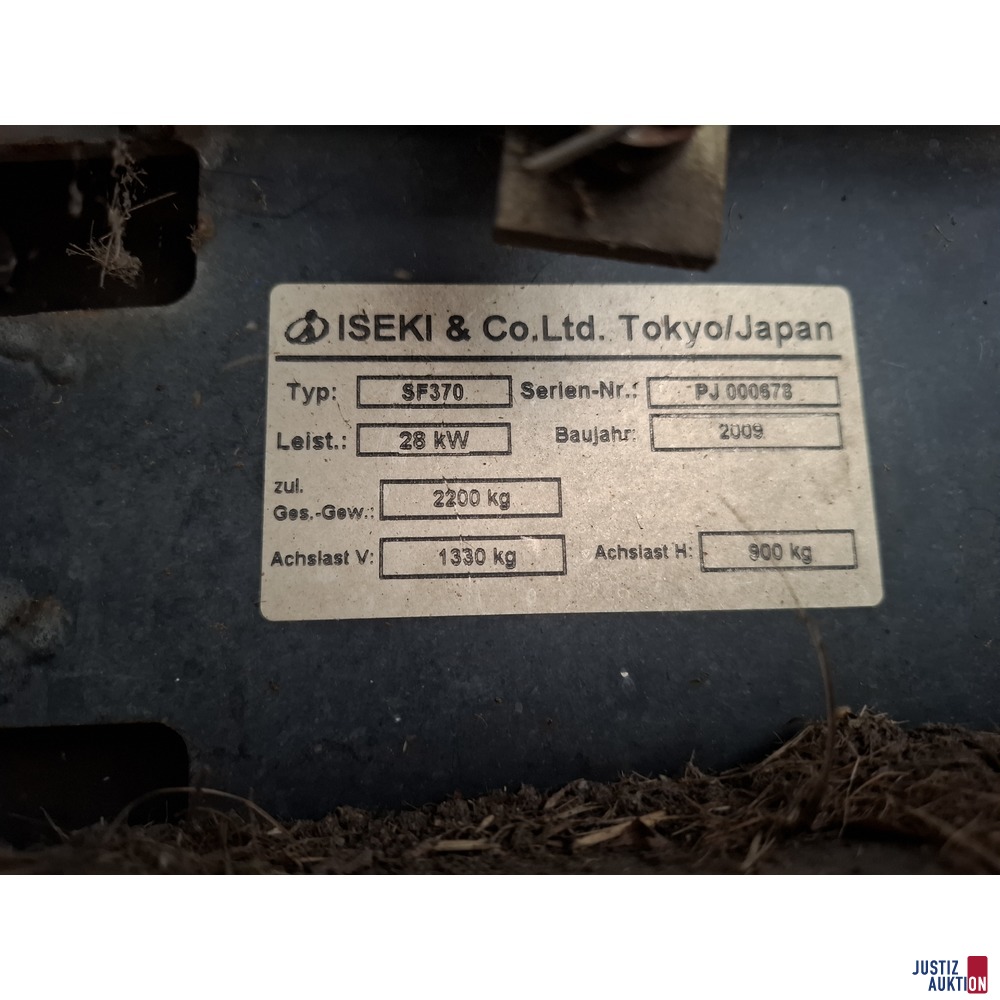 ISEKI & Co.Ltd. Tokyo/Japan
Typ: SF370 Serien-Nr.: PJ 000678
Leist.: 28 kW Baujahr: 2009
zul.
Ges.-Gew.: 2200 kg
Achslast V: 1330 kg Achslast H: 900 kg
JUSTIZ
AUKTION